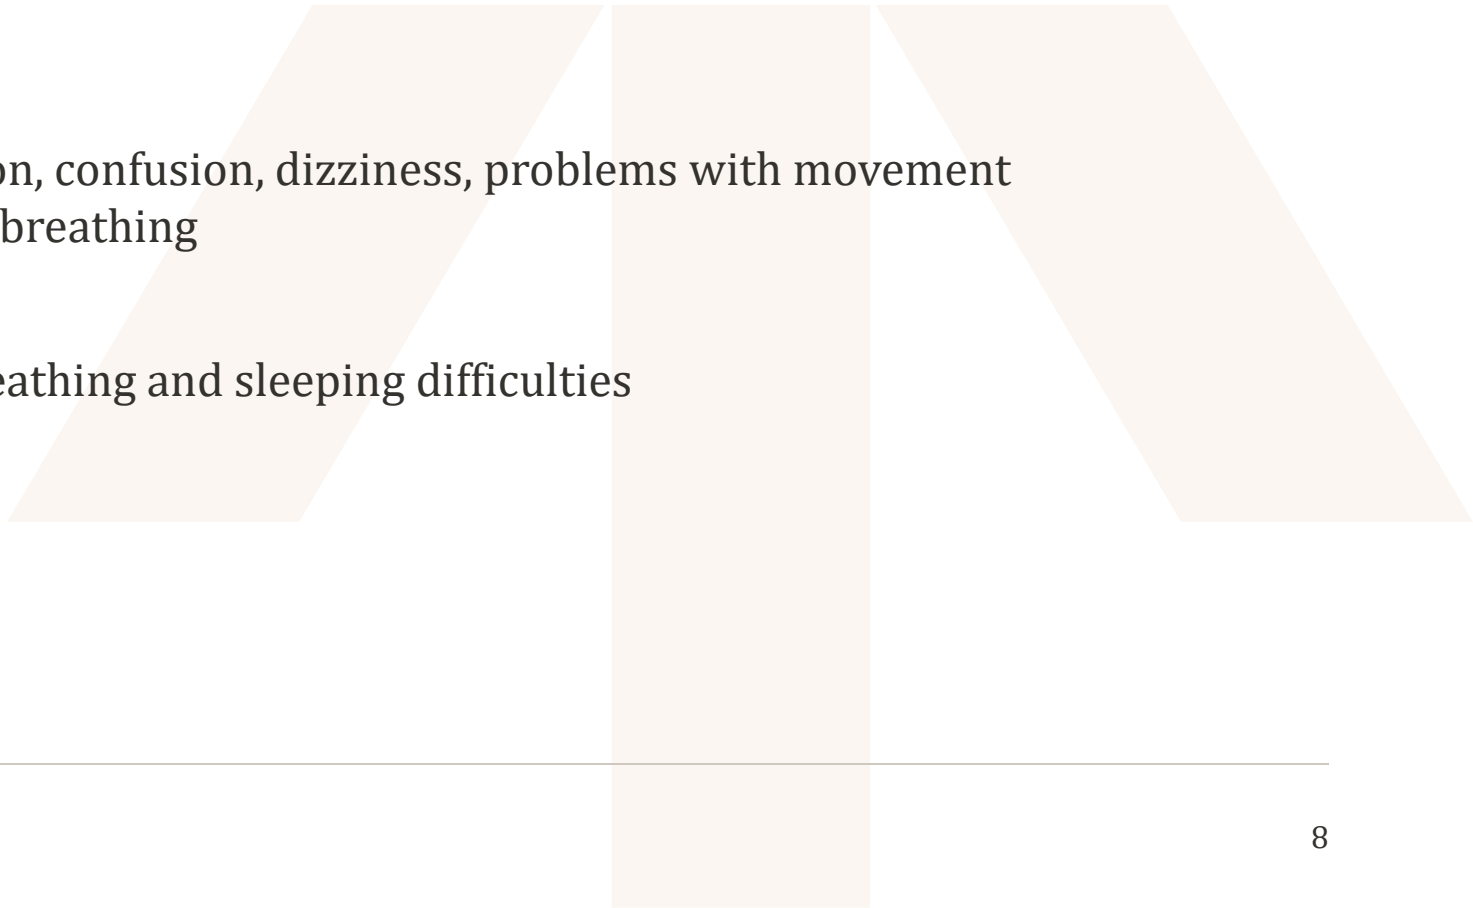 on, confusion, dizziness, problems with movement
breathing
eathing and sleeping difficulties
8